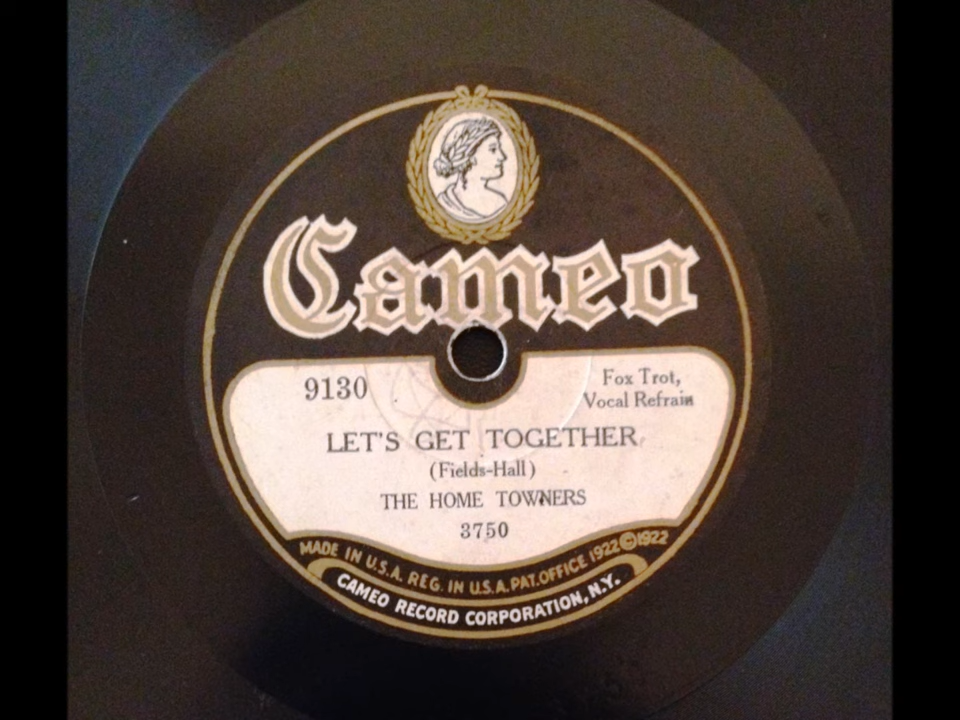 Cameo
9130
Fox Trot,
Vocal Refrain
LET'S GET TOGETHER
(Fields-Hall)
THE HOME TOWNERS
3750
MADE IN U.S.A. REG. IN U.S.A. PAT. OFFICE 1922 © 1922
CAMEO RECORD CORPORATION, N.Y.